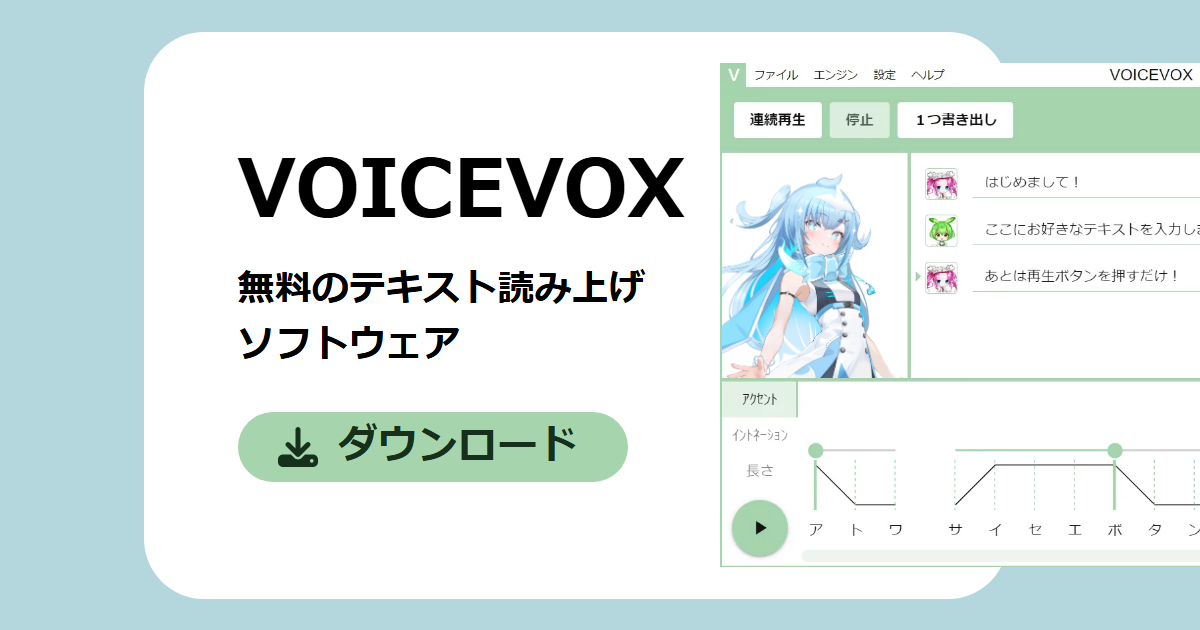 VOICEVOX
無料のテキスト読み上げ
ソフトウェア
ダウンロード
V ファイル エンジン 設定 ヘルプ VOICEVOX
連続再生 停止 1つ書き出し
はじめまして！
ここにお好きなテキストを入力しま
あとは再生ボタンを押すだけ！
アクセント
イントネーション
長さ
ア ト ワ サ イ セ エ ボ タ ン